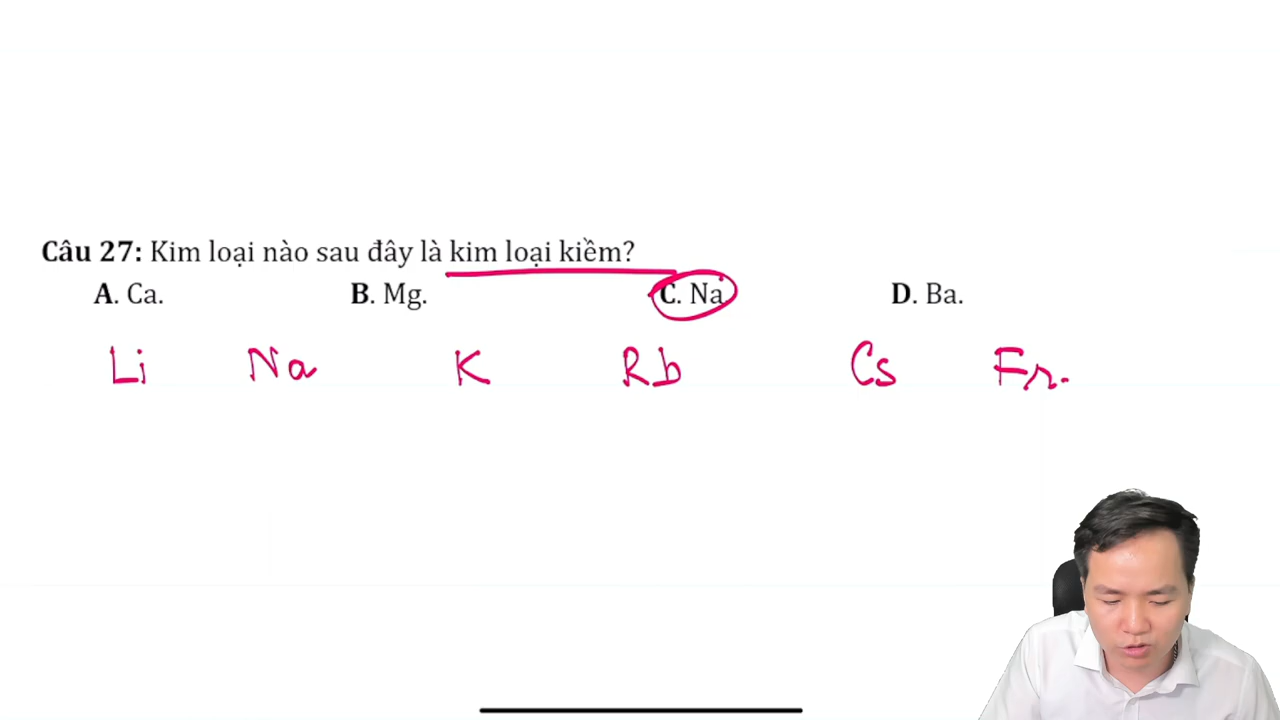 Câu 27: Kim loại nào sau đây là kim loại kiềm?
A. Ca. B. Mg. C. Na. D. Ba.
Li Na K Rb Cs Fr.